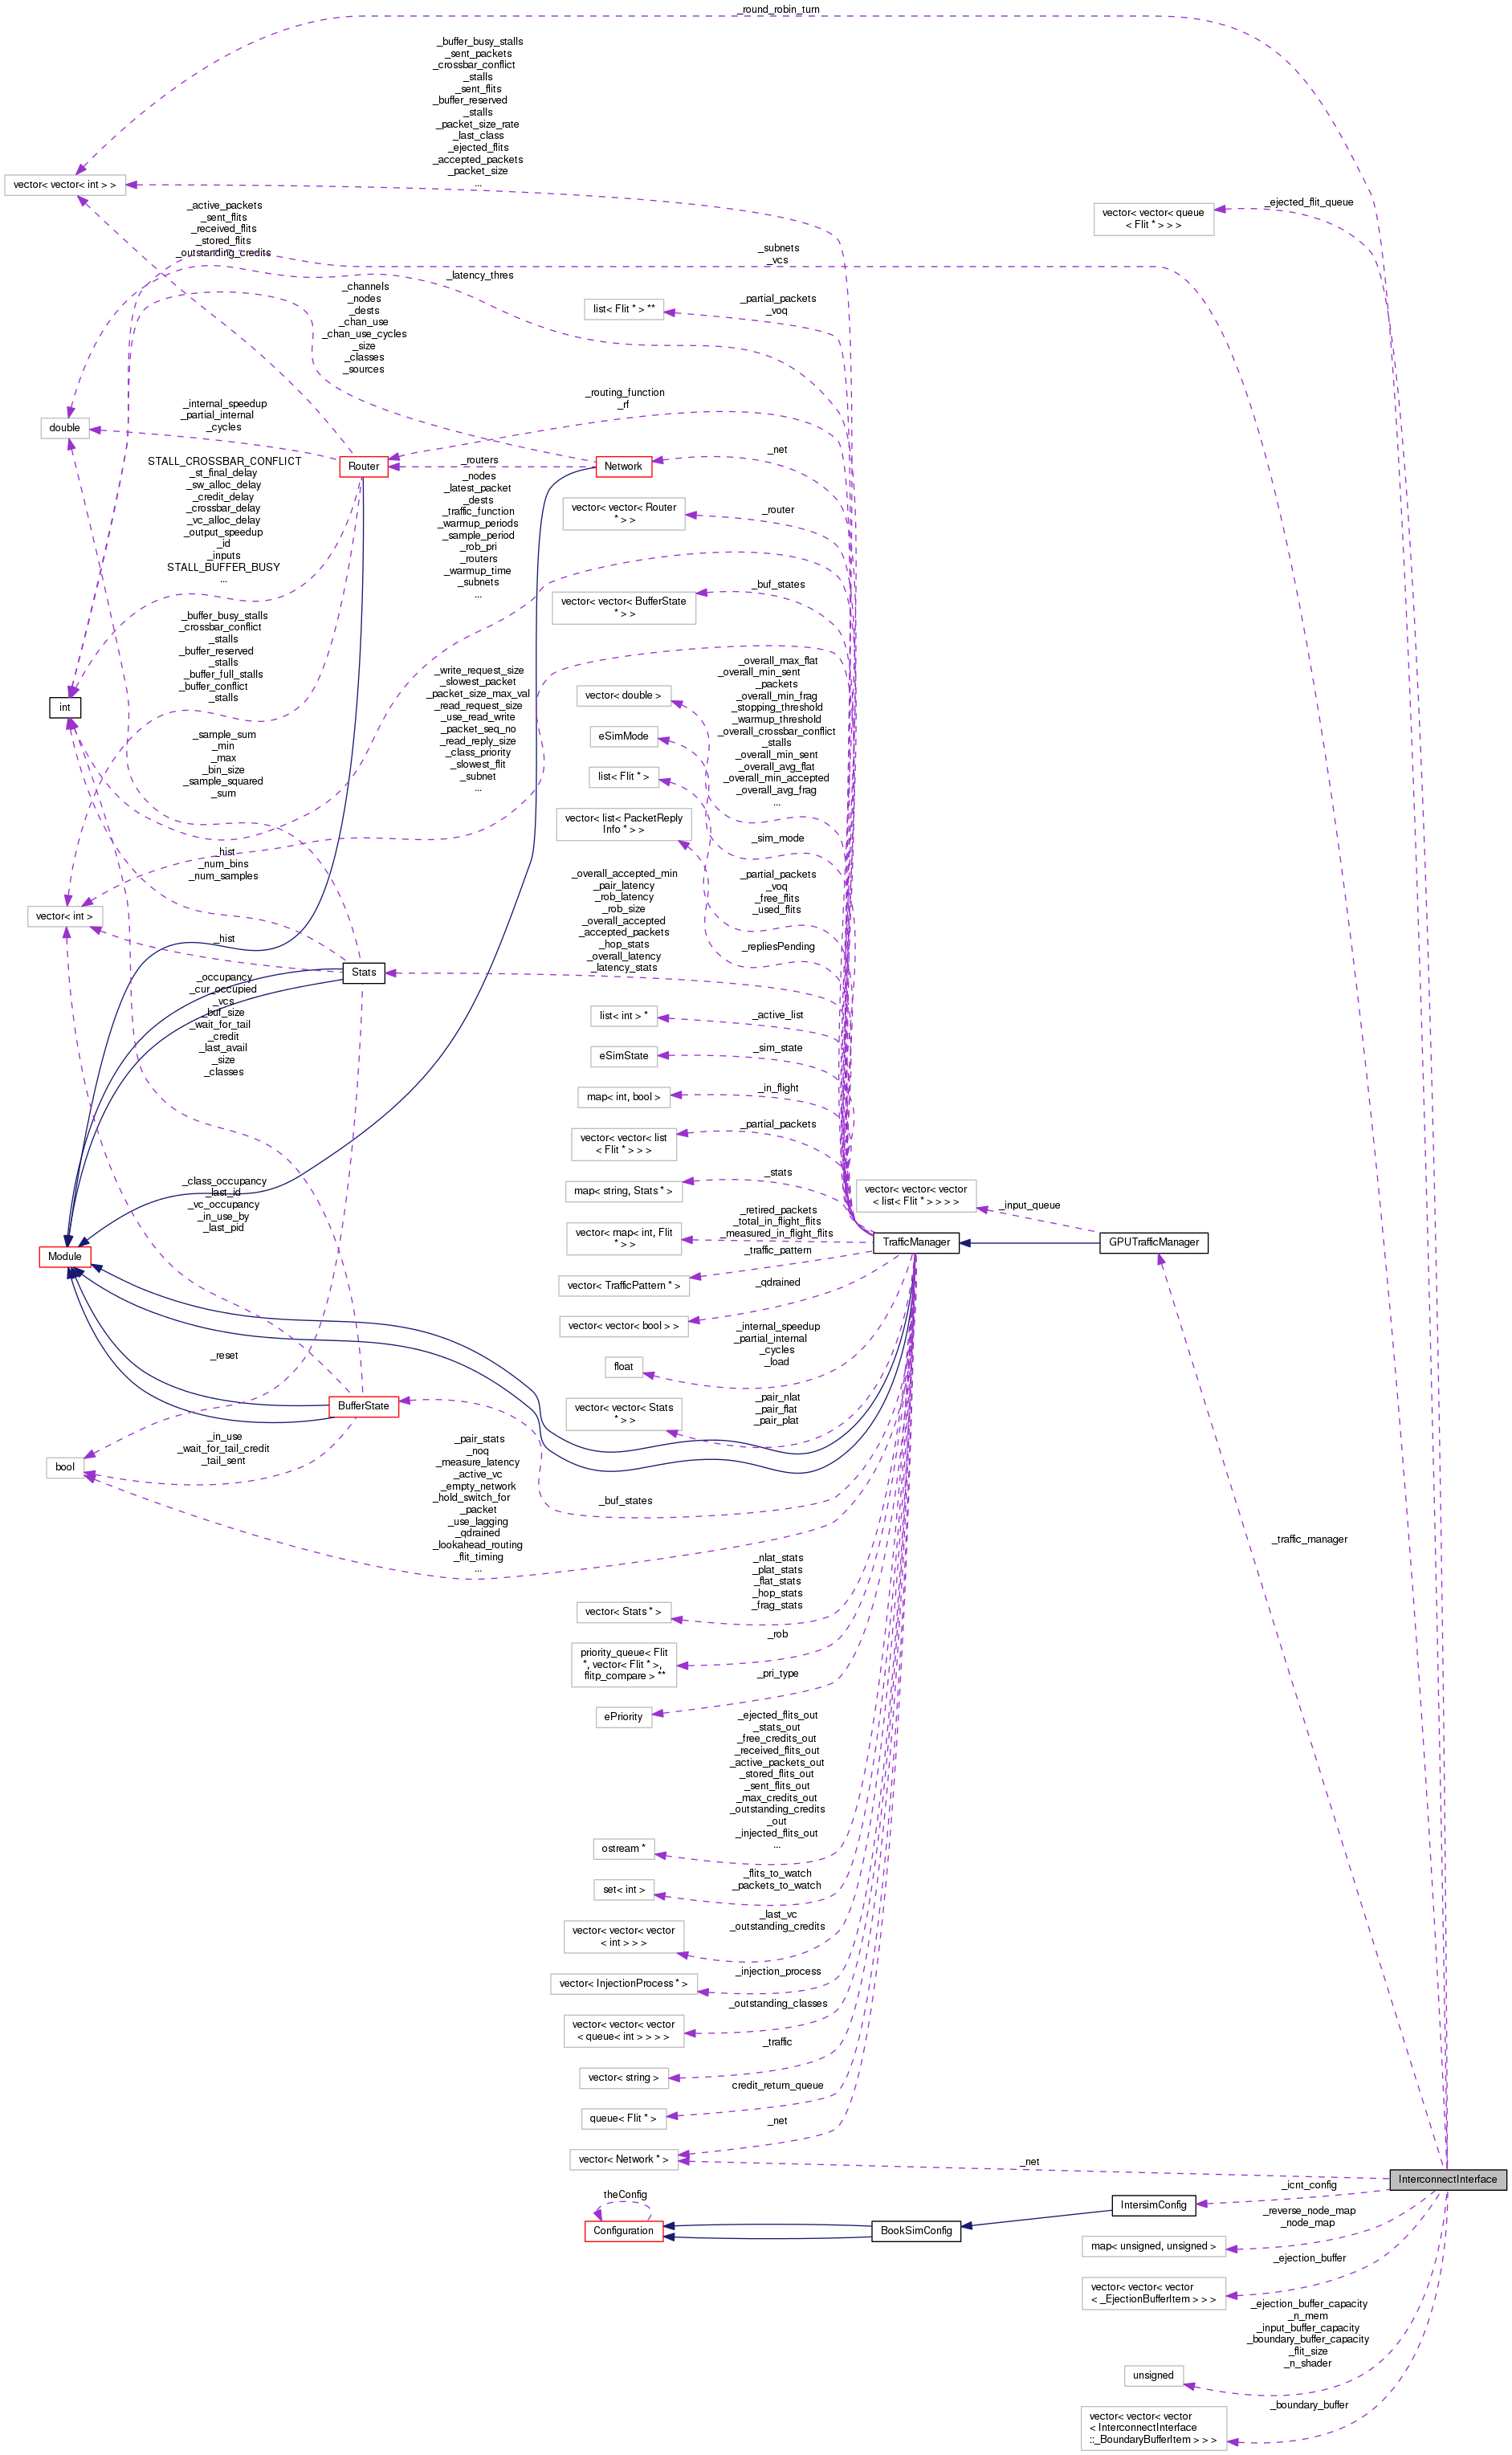 _round_robin_turn
_buffer_busy_stalls
_sent_packets
_crossbar_conflict
_stalls
_sent_flits
_buffer_reserved
_stalls
_packet_size_rate
_last_class
_ejected_flits
_accepted_packets
_packet_size
...
vector< vector< int > >
vector< vector< queue
< Flit * > > >
_ejected_flit_queue
_active_packets
_sent_flits
_received_flits
_stored_flits
_outstanding_credits
_subnets
_vcs
_latency_thres
_channels
_nodes
_dests
_chan_use
_chan_use_cycles
_size
_classes
_sources
list< Flit * > **
_partial_packets
_voq
double
_internal_speedup
_partial_internal
_cycles
_routing_function
_rf
Router
_routers
Network
_net
STALL_CROSSBAR_CONFLICT
_st_final_delay
_sw_alloc_delay
_credit_delay
_crossbar_delay
_vc_alloc_delay
_output_speedup
_id
_inputs
STALL_BUFFER_BUSY
...
_nodes
_latest_packet
_dests
_traffic_function
_warmup_periods
_sample_period
_rob_pri
_routers
_warmup_time
_subnets
...
vector< vector< Router
* > >
_router
vector< vector< BufferState
* > >
_buf_states
_buffer_busy_stalls
_crossbar_conflict
_stalls
_buffer_reserved
_stalls
_buffer_full_stalls
_buffer_conflict
_stalls
int
_write_request_size
_slowest_packet
_packet_size_max_val
_read_request_size
_use_read_write
_packet_seq_no
_read_reply_size
_class_priority
_slowest_flit
_subnet
...
vector< double >
_overall_max_flat
_overall_min_sent
_packets
_overall_min_frag
_stopping_threshold
_warmup_threshold
_overall_crossbar_conflict
_stalls
_overall_min_sent
_overall_avg_flat
_overall_min_accepted
_overall_avg_frag
...
eSimMode
list< Flit * >
_sample_sum
_min
_max
_bin_size
_sample_squared
_sum
vector< list< PacketReply
Info * > >
_sim_mode
_hist
_num_bins
_num_samples
_partial_packets
_voq
_free_flits
_used_flits
_overall_accepted_min
_pair_latency
_rob_latency
_rob_size
_overall_accepted
_accepted_packets
_hop_stats
_overall_latency
_latency_stats
vector< int >
_hist
_repliesPending
Stats
_occupancy
_cur_occupied
_vcs
_buf_size
_wait_for_tail
_credit
_last_avail
_size
_classes
list< int > *
_active_list
eSimState
_sim_state
map< int, bool >
_in_flight
vector< vector< list
< Flit * > > >
_partial_packets
map< string, Stats * >
_stats
_class_occupancy
_last_id
_vc_occupancy
_in_use_by
_last_pid
vector< vector< vector
< list< Flit * > > > >
_input_queue
Module
vector< map< int, Flit
* > >
_retired_packets
_total_in_flight_flits
_measured_in_flight_flits
TrafficManager
GPUTrafficManager
vector< TrafficPattern * >
_traffic_pattern
vector< vector< bool > >
_qdrained
_reset
float
_internal_speedup
_partial_internal
_cycles
_load
BufferState
vector< vector< Stats
* > >
_pair_nlat
_pair_flat
_pair_plat
bool
_in_use
_wait_for_tail_credit
_tail_sent
_pair_stats
_noq
_measure_latency
_active_vc
_empty_network
_hold_switch_for
_packet
_use_lagging
_qdrained
_lookahead_routing
_flit_timing
...
_buf_states
_traffic_manager
vector< Stats * >
_nlat_stats
_plat_stats
_flat_stats
_hop_stats
_frag_stats
priority_queue< Flit
*, vector< Flit * >,
flitp_compare > **
_rob
ePriority
_pri_type
_ejected_flits_out
_stats_out
_free_credits_out
_received_flits_out
_active_packets_out
_stored_flits_out
_sent_flits_out
_max_credits_out
_outstanding_credits
_out
_injected_flits_out
...
ostream *
set< int >
_flits_to_watch
_packets_to_watch
vector< vector< vector
< int > > >
_last_vc
_outstanding_credits
vector< InjectionProcess * >
_injection_process
vector< vector< vector
< queue< int > > > >
_outstanding_classes
vector< string >
_traffic
queue< Flit * >
credit_return_queue
vector< Network * >
_net
_net
InterconnectInterface
_icnt_config
IntersimConfig
theConfig
Configuration
BookSimConfig
_reverse_node_map
_node_map
map< unsigned, unsigned >
_ejection_buffer
vector< vector< vector
< _EjectionBufferItem > > >
_ejection_buffer_capacity
_n_mem
_input_buffer_capacity
_boundary_buffer_capacity
_flit_size
_n_shader
unsigned
_boundary_buffer
vector< vector< vector
< InterconnectInterface
::_BoundaryBufferItem > > >